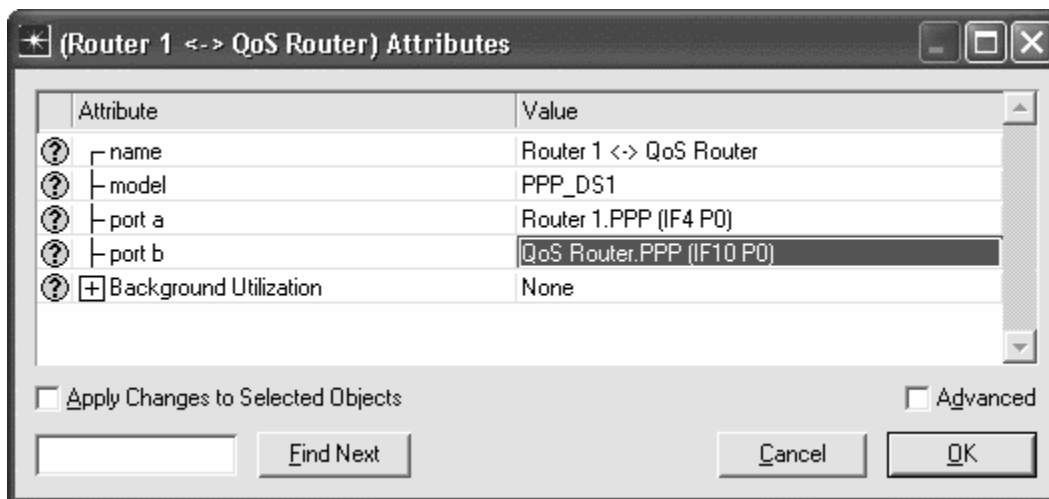 (Router 1 <-> QoS Router) Attributes
Attribute Value
name Router 1 <-> QoS Router
model PPP_DS1
port a Router 1.PPP (IF4 P0)
port b QoS Router.PPP (IF10 P0)
Background Utilization None
Apply Changes to Selected Objects Advanced
Find Next Cancel OK